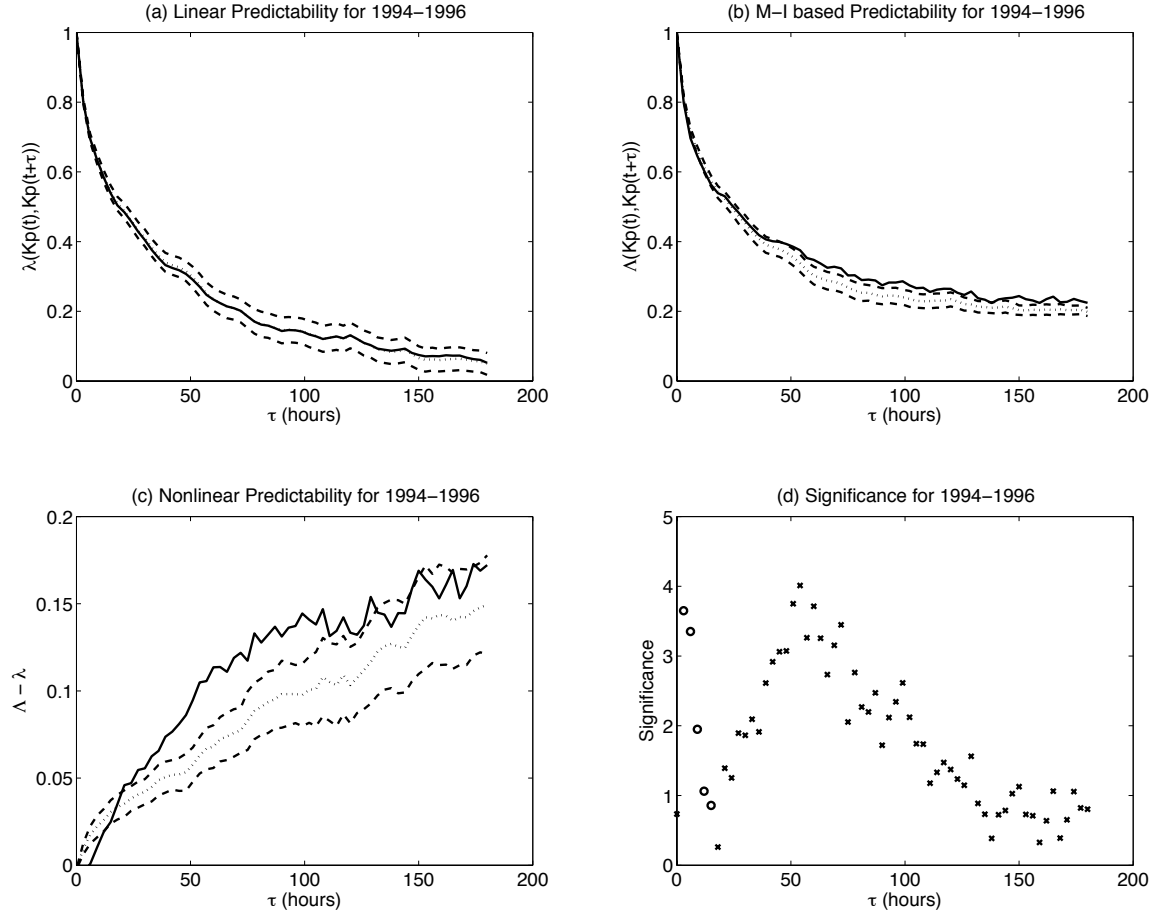 (a) Linear Predictability for 1994−1996
1
0.8
0.6
0.4
0.2
0
λ(Kp(t),Kp(t+τ))
0 50 100 150 200
τ (hours)
(b) M−I based Predictability for 1994−1996
1
0.8
0.6
0.4
0.2
0
Λ(Kp(t),Kp(t+τ))
0 50 100 150 200
τ (hours)
(c) Nonlinear Predictability for 1994−1996
0.2
0.15
0.1
0.05
0
Λ − λ
0 50 100 150 200
τ (hours)
(d) Significance for 1994−1996
5
4
3
2
1
0
Significance
0 50 100 150 200
τ (hours)